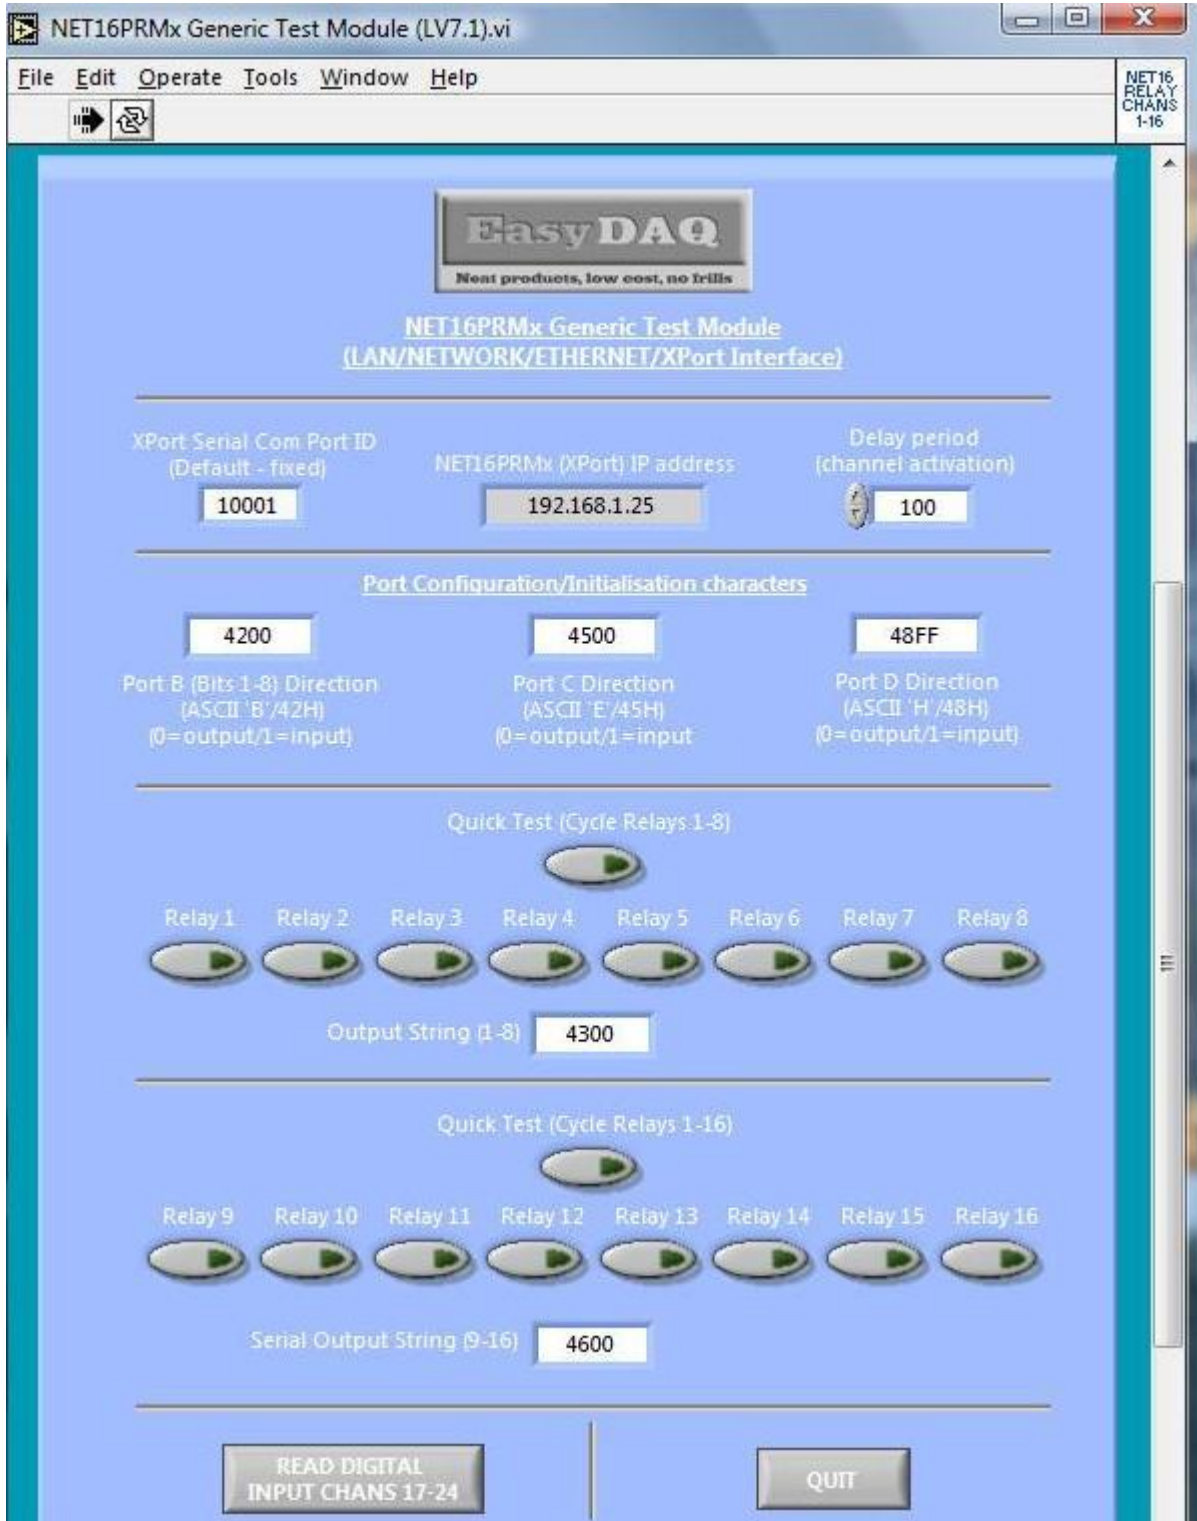 NET16PRMx Generic Test Module (LV7.1).vi
File Edit Operate Tools Window Help
NET16
RELAY
CHANS
1-16
EasyDAQ
Neat products, low cost, no frills
NET16PRMx Generic Test Module
(LAN/NETWORK/ETHERNET/XPort Interface)
XPort Serial Com Port ID
(Default - fixed)
10001
NET16PRMx (XPort) IP address
192.168.1.25
Delay period
(channel activation)
100
Port Configuration/Initialisation characters
4200
4500
48FF
Port B (Bits 1-8) Direction
(ASCII 'B'/42H)
(0=output/1=input)
Port C Direction
(ASCII 'E'/45H)
(0=output/1=input
Port D Direction
(ASCII 'H'/48H)
(0=output/1=input)
Quick Test (Cycle Relays 1-8)
Relay 1 Relay 2 Relay 3 Relay 4 Relay 5 Relay 6 Relay 7 Relay 8
Output String (1-8) 4300
Quick Test (Cycle Relays 1-16)
Relay 9 Relay 10 Relay 11 Relay 12 Relay 13 Relay 14 Relay 15 Relay 16
Serial Output String (9-16) 4600
READ DIGITAL
INPUT CHANS 17-24
QUIT